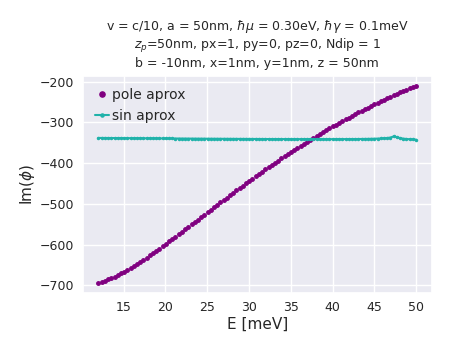 v = c/10, a = 50nm, ℏμ = 0.30eV, ℏγ = 0.1meV
zₚ=50nm, px=1, py=0, pz=0, Ndip = 1
b = -10nm, x=1nm, y=1nm, z = 50nm
−200
−300
−400
−500
−600
−700
Im(ϕ)
pole aprox
sin aprox
15 20 25 30 35 40 45 50
E [meV]